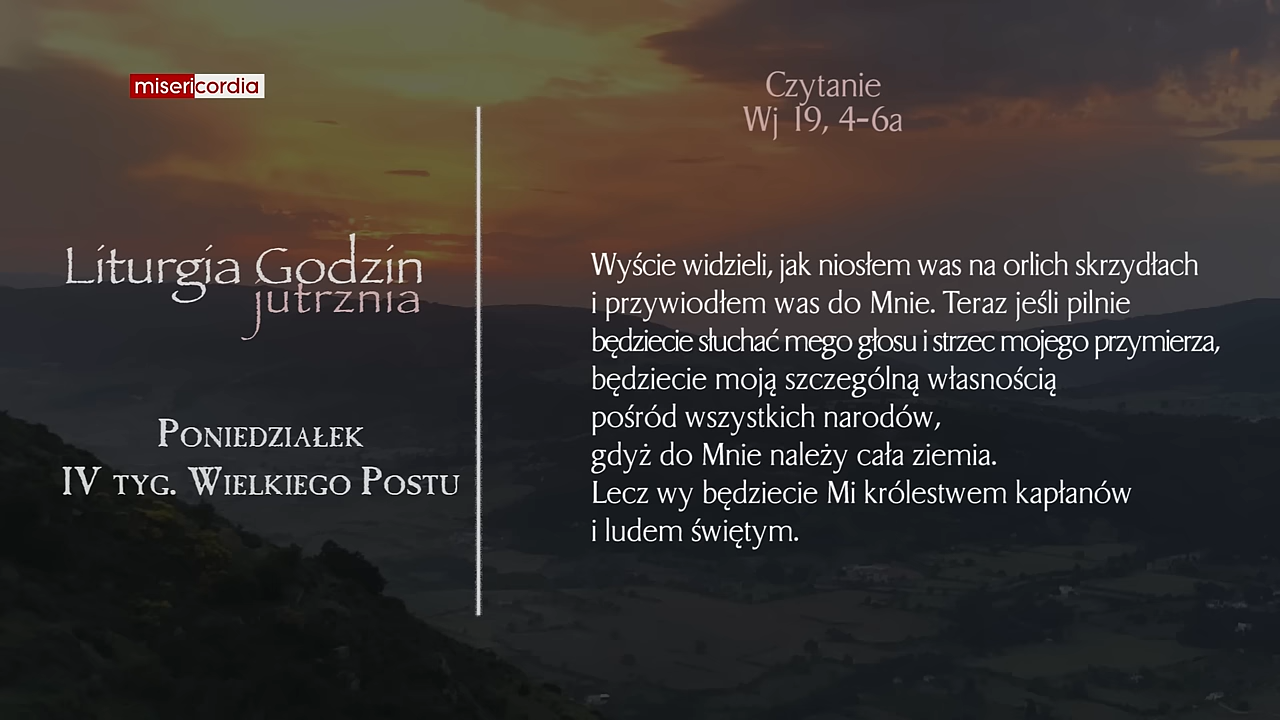 misericordia
Liturgia Godzin
jutrznia
Poniedziałek
IV tyg. Wielkiego Postu
Czytanie
Wj 19, 4-6a
Wyście widzieli, jak niosłem was na orlich skrzydłach
i przywiodłem was do Mnie. Teraz jeśli pilnie
będziecie słuchać mego głosu i strzec mojego przymierza,
będziecie moją szczególną własnością
pośród wszystkich narodów,
gdyż do Mnie należy cała ziemia.
Lecz wy będziecie Mi królestwem kapłanów
i ludem świętym.